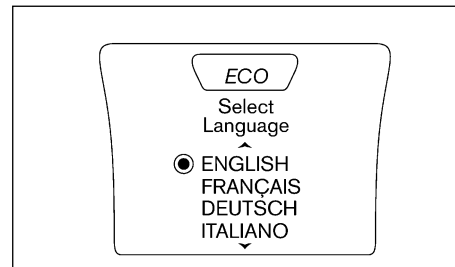 ECO
Select
Language
ENGLISH
FRANÇAIS
DEUTSCH
ITALIANO